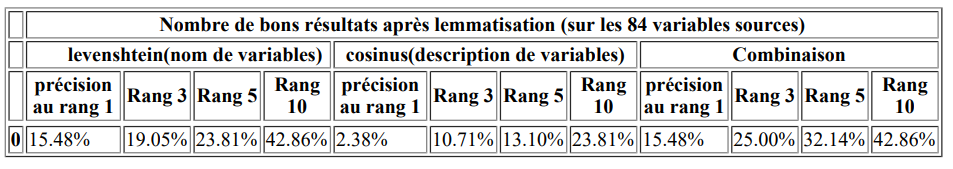 Nombre de bons résultats après lemmatisation (sur les 84 variables sources)
levenshtein(nom de variables) cosinus(description de variables) Combinaison
précision au rang 1 Rang 3 Rang 5 Rang 10 précision au rang 1 Rang 3 Rang 5 Rang 10 précision au rang 1 Rang 3 Rang 5 Rang 10
0 15.48% 19.05% 23.81% 42.86% 2.38% 10.71% 13.10% 23.81% 15.48% 25.00% 32.14% 42.86%